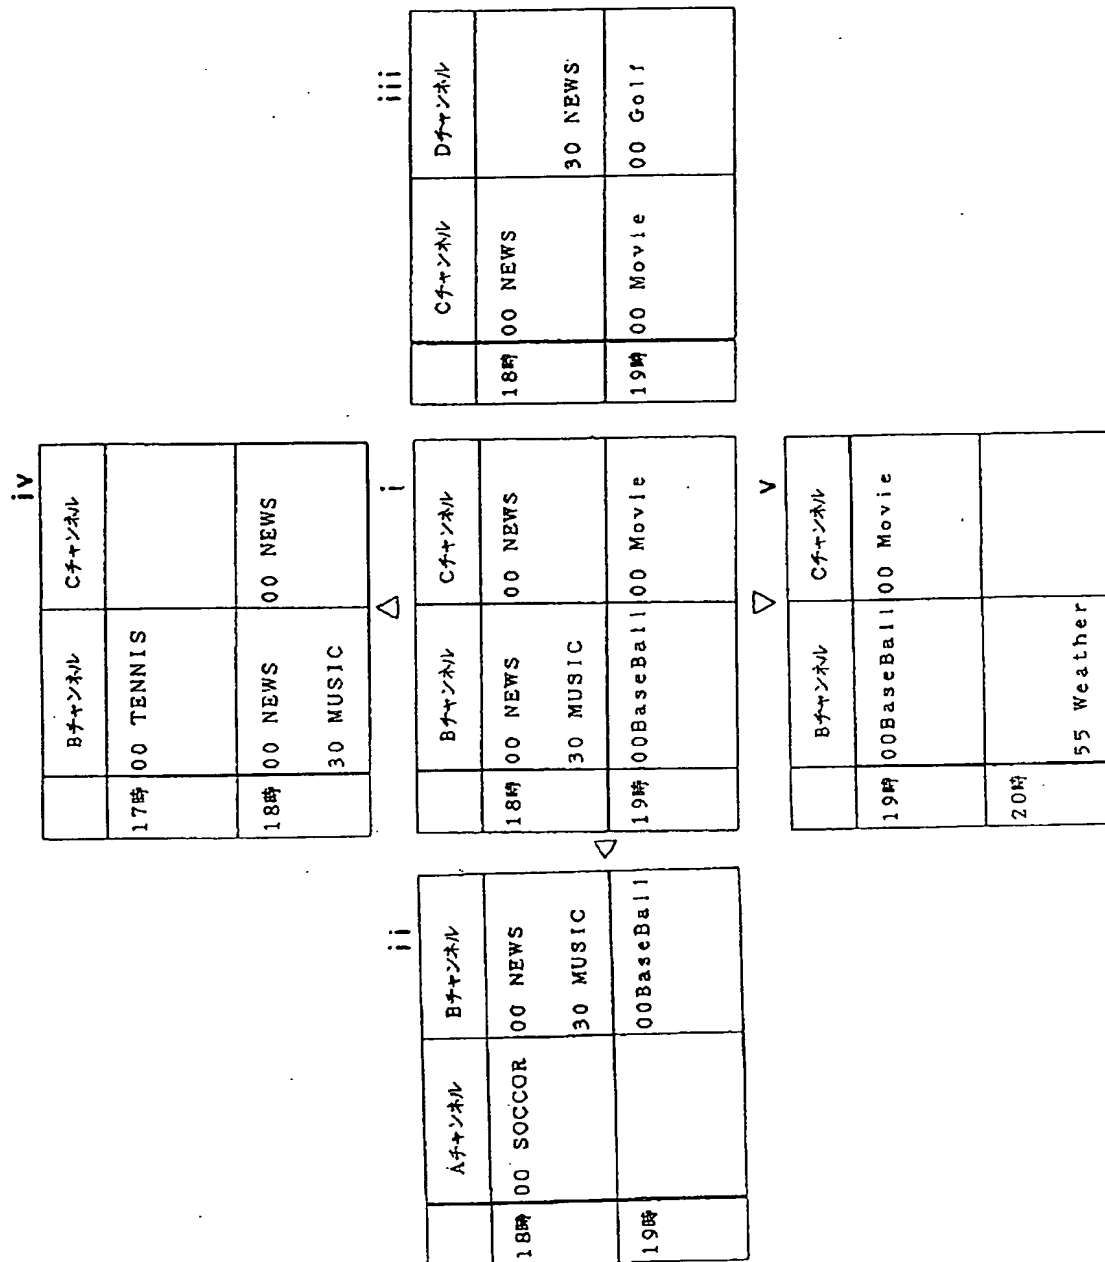 iv
Bチャンネル Cチャンネル
17時 00 TENNIS
18時 00 NEWS 00 NEWS
30 MUSIC
ii
Aチャンネル Bチャンネル
18時 00 SOCCOR 00 NEWS
30 MUSIC
19時 00BaseBall
i
Bチャンネル Cチャンネル
18時 00 NEWS 00 NEWS
30 MUSIC
19時 00BaseBall 00 Movie
iii
Cチャンネル Dチャンネル
18時 00 NEWS
30 NEWS
19時 00 Movie 00 Golf
v
Bチャンネル Cチャンネル
19時 00BaseBall 00 Movie
20時
55 Weather